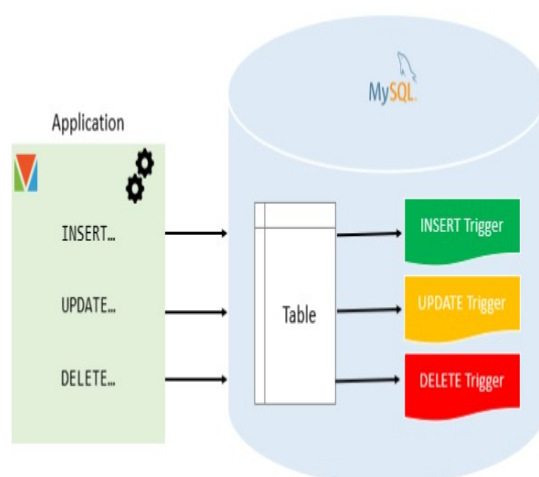 MySQL
Application
INSERT...
UPDATE...
DELETE...
Table
INSERT Trigger
UPDATE Trigger
DELETE Trigger